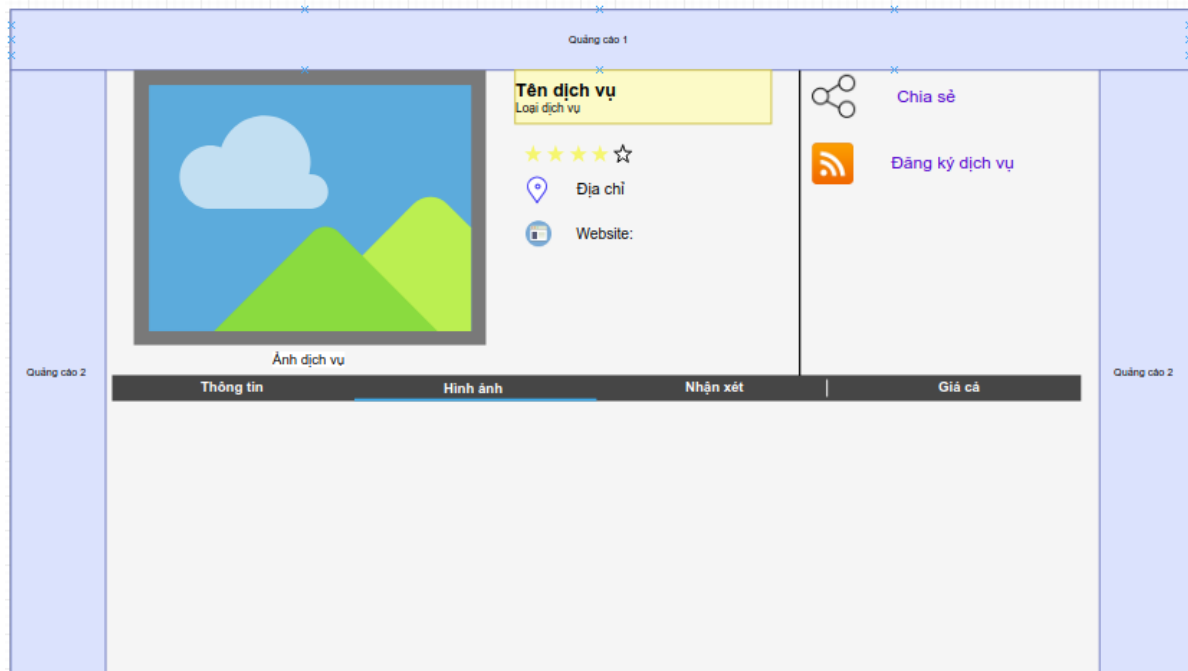 Quảng cáo 1
Tên dịch vụ
Loại dịch vụ
Địa chỉ
Website:
Chia sẻ
Đăng ký dịch vụ
Ảnh dịch vụ
Quảng cáo 2
Quảng cáo 2
Thông tin
Hình ảnh
Nhận xét
Giá cả